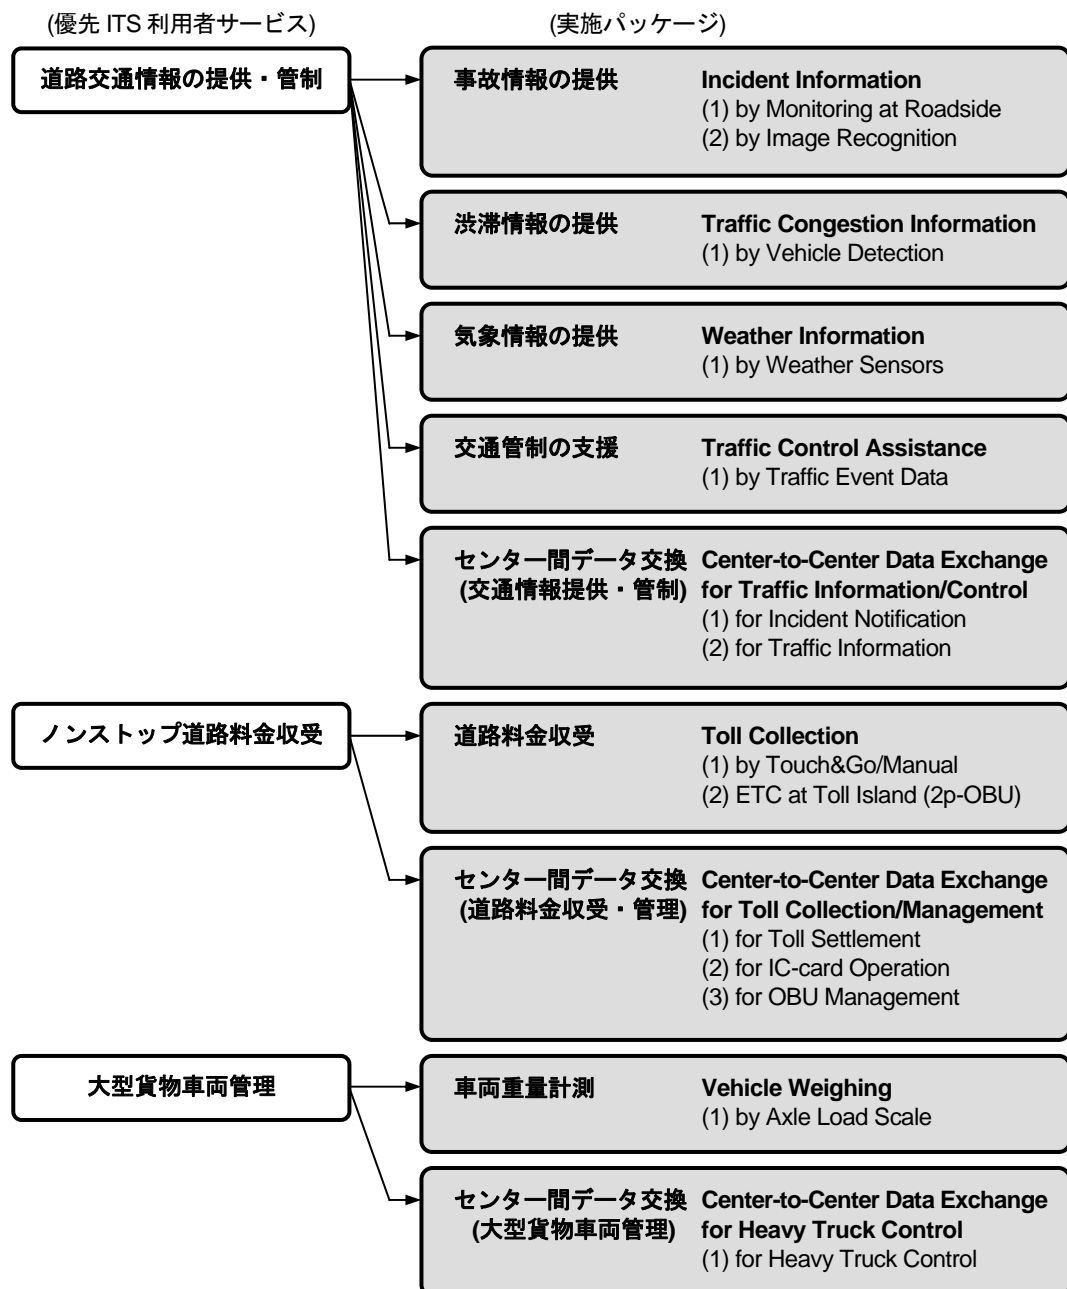 (優先 ITS 利用者サービス)
(実施パッケージ)
道路交通情報の提供・管制
事故情報の提供
Incident Information
(1) by Monitoring at Roadside
(2) by Image Recognition
渋滞情報の提供
Traffic Congestion Information
(1) by Vehicle Detection
気象情報の提供
Weather Information
(1) by Weather Sensors
交通管制の支援
Traffic Control Assistance
(1) by Traffic Event Data
センター間データ交換
(交通情報提供・管制)
Center-to-Center Data Exchange
for Traffic Information/Control
(1) for Incident Notification
(2) for Traffic Information
ノンストップ道路料金収受
道路料金収受
Toll Collection
(1) by Touch&Go/Manual
(2) ETC at Toll Island (2p-OBU)
センター間データ交換
(道路料金収受・管理)
Center-to-Center Data Exchange
for Toll Collection/Management
(1) for Toll Settlement
(2) for IC-card Operation
(3) for OBU Management
大型貨物車両管理
車両重量計測
Vehicle Weighing
(1) by Axle Load Scale
センター間データ交換
(大型貨物車両管理)
Center-to-Center Data Exchange
for Heavy Truck Control
(1) for Heavy Truck Control